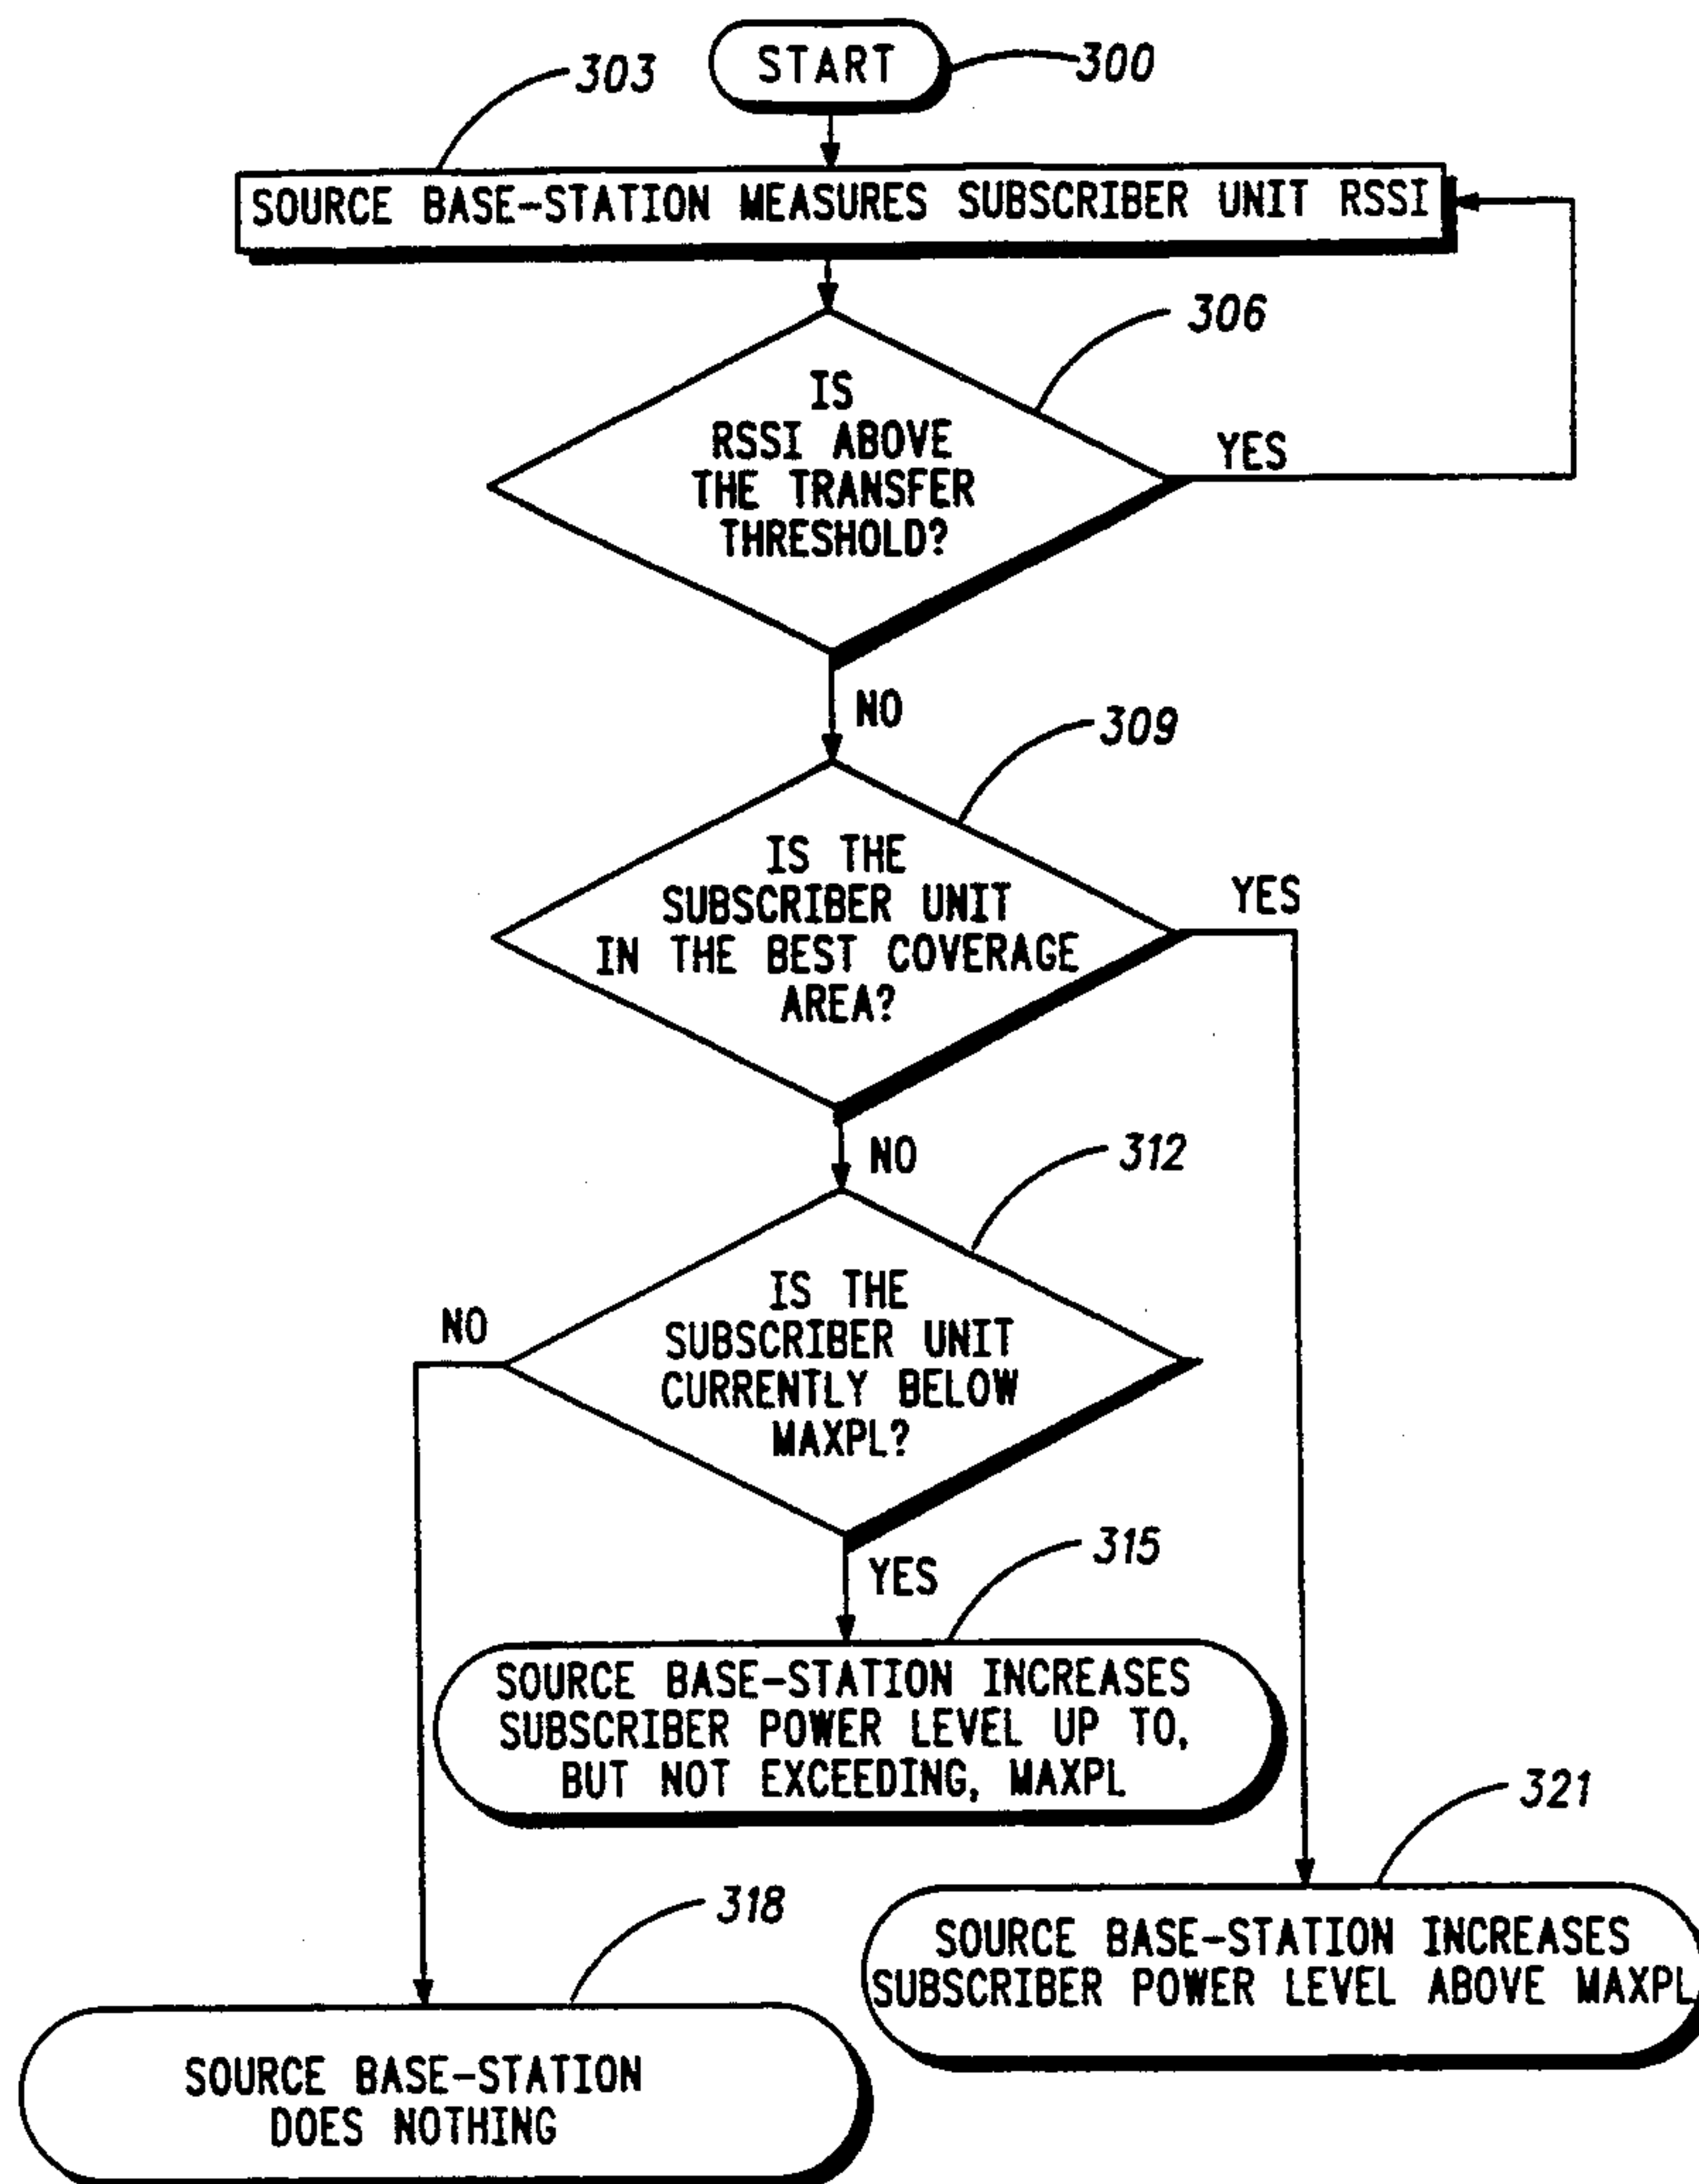 START
300
303
SOURCE BASE-STATION MEASURES SUBSCRIBER UNIT RSSI
306
IS
RSSI ABOVE
THE TRANSFER
THRESHOLD?
YES
NO
309
IS THE
SUBSCRIBER UNIT
IN THE BEST COVERAGE
AREA?
YES
NO
312
IS THE
SUBSCRIBER UNIT
CURRENTLY BELOW
MAXPL?
NO
YES
315
SOURCE BASE-STATION INCREASES
SUBSCRIBER POWER LEVEL UP TO,
BUT NOT EXCEEDING, MAXPL
321
SOURCE BASE-STATION INCREASES
SUBSCRIBER POWER LEVEL ABOVE MAXPL
318
SOURCE BASE-STATION
DOES NOTHING